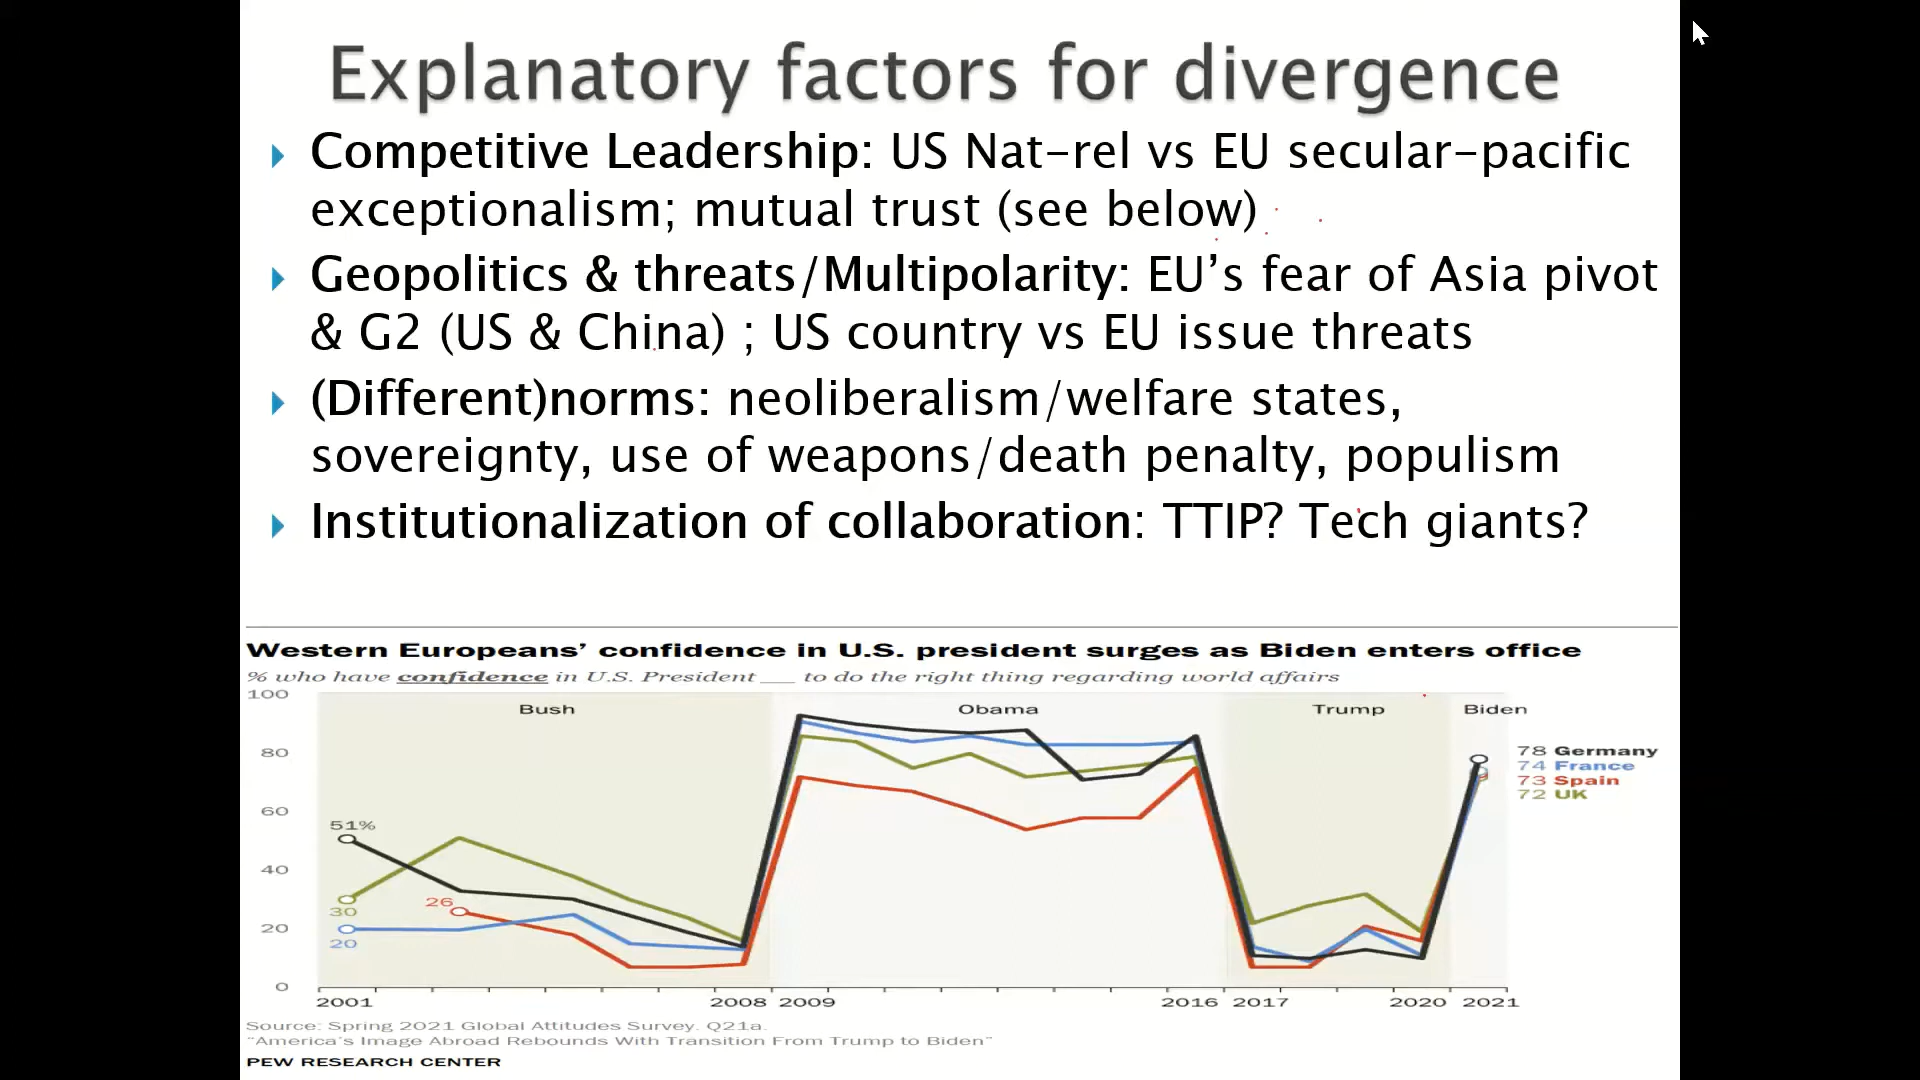 Explanatory factors for divergence
Competitive Leadership: US Nat-rel vs EU secular-pacific
exceptionalism; mutual trust (see below)
Geopolitics & threats/Multipolarity: EU’s fear of Asia pivot
& G2 (US & China) ; US country vs EU issue threats
(Different)norms: neoliberalism/welfare states,
sovereignty, use of weapons/death penalty, populism
Institutionalization of collaboration: TTIP? Tech giants?
Western Europeans’ confidence in U.S. president surges as Biden enters office
% who have confidence in U.S. President ___ to do the right thing regarding world affairs
100
Bush Obama Trump Biden
80
78 Germany
74 France
73 Spain
72 UK
60
51%
40
26
30
20
20
0
2001 2008 2009 2016 2017 2020 2021
Source: Spring 2021 Global Attitudes Survey. Q21a.
"America's Image Abroad Rebounds With Transition From Trump to Biden"
PEW RESEARCH CENTER